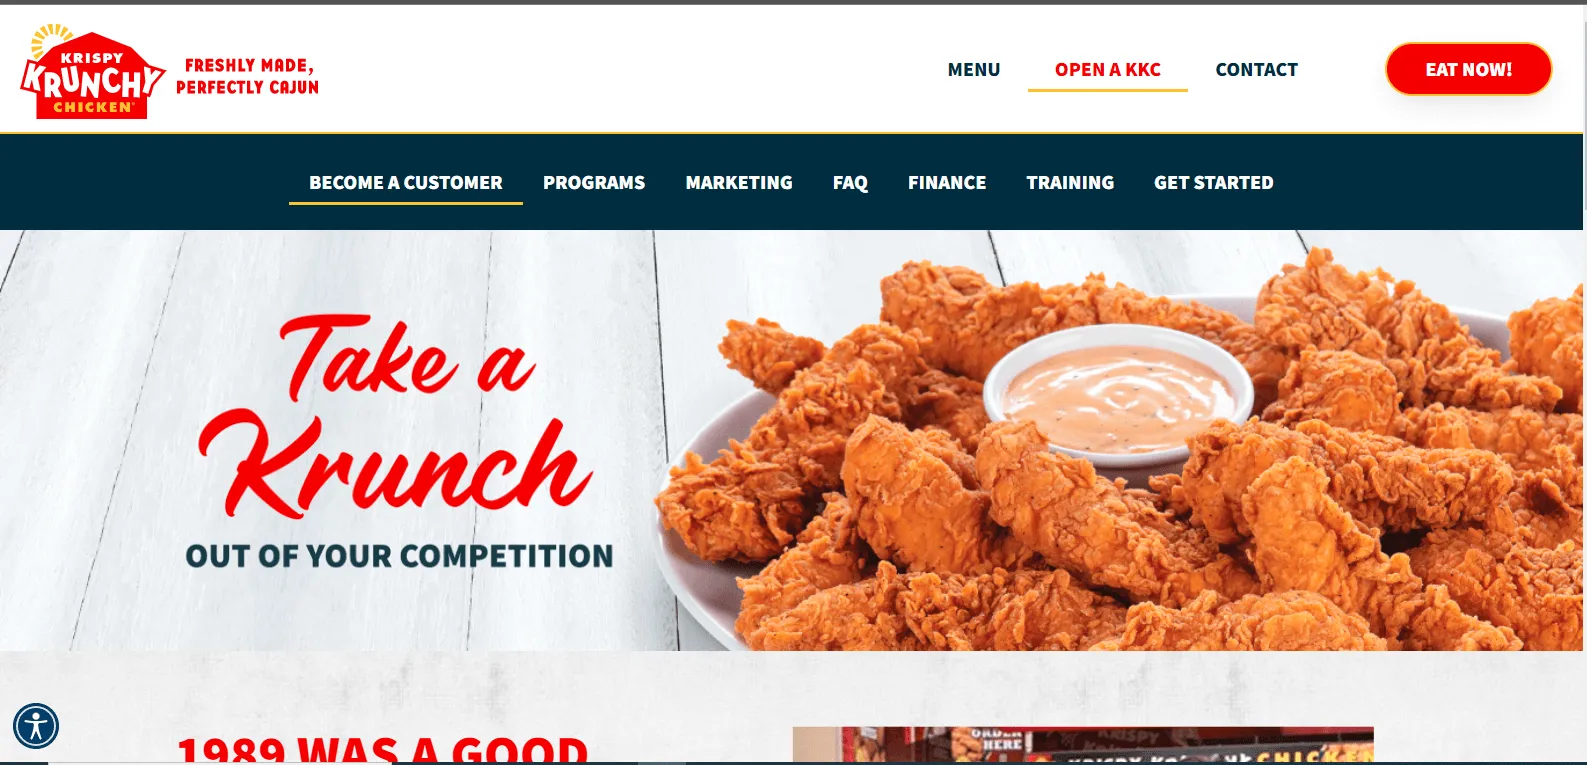 KRISPY
KRUNCHY
CHICKEN
FRESHLY MADE,
PERFECTLY CAJUN
MENU
OPEN A KKC
CONTACT
EAT NOW!
BECOME A CUSTOMER
PROGRAMS
MARKETING
FAQ
FINANCE
TRAINING
GET STARTED
Take a
Krunch
OUT OF YOUR COMPETITION
1989 WAS A GOOD
ORDER
HERE
KRISPY
CHICKEN